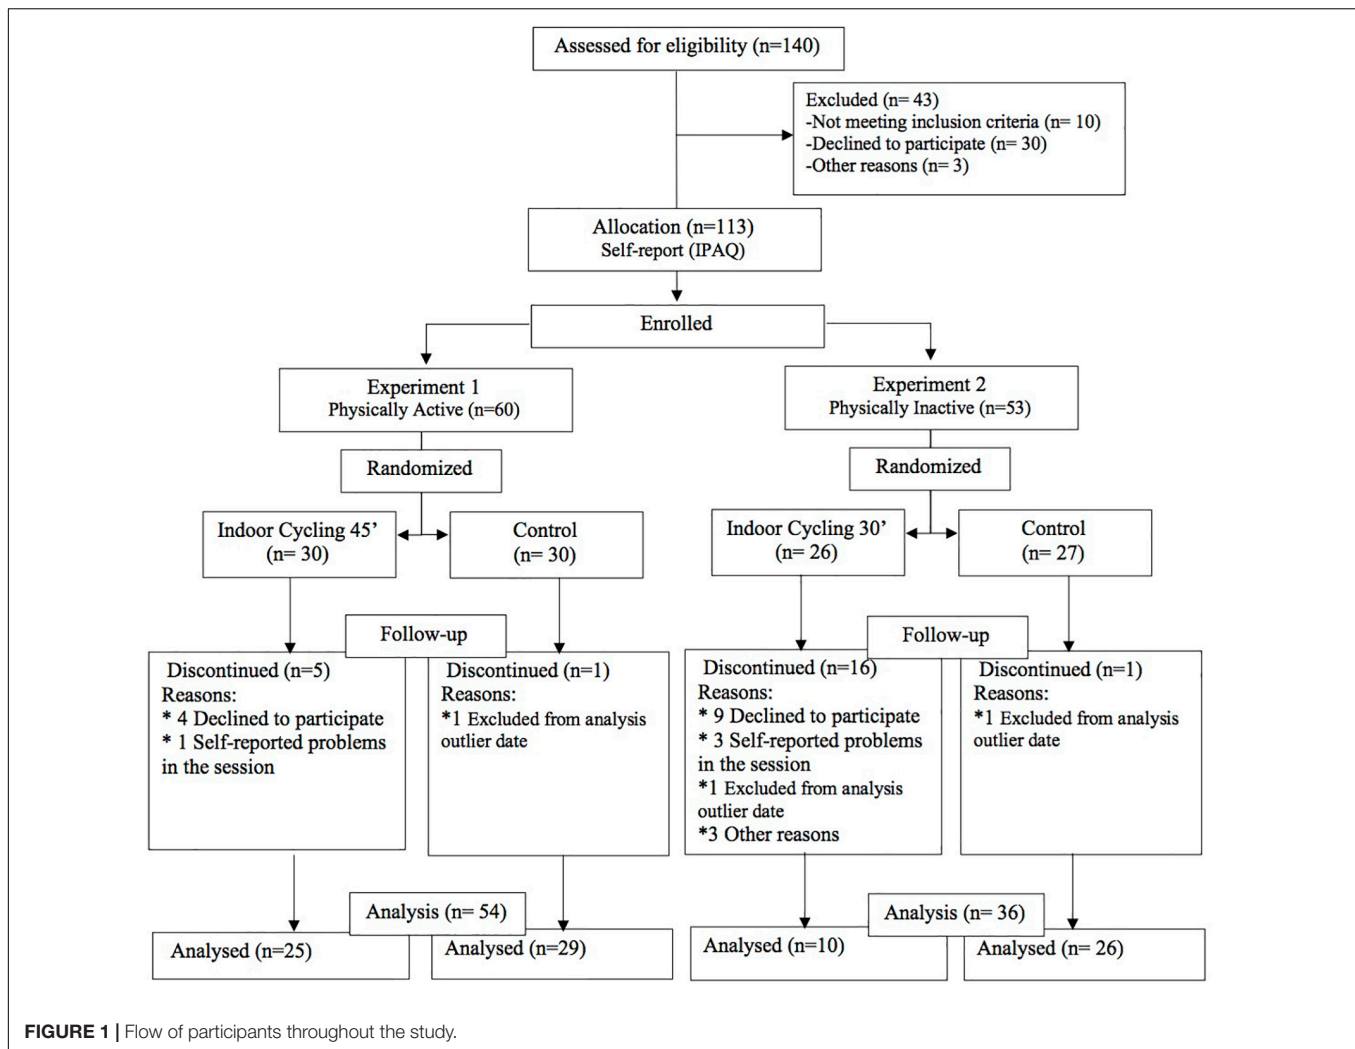 Assessed for eligibility (n=140)
Excluded (n= 43)
-Not meeting inclusion criteria (n= 10)
-Declined to participate (n= 30)
-Other reasons (n= 3)
Allocation (n=113)
Self-report (IPAQ)
Enrolled
Experiment 1
Physically Active (n=60)
Experiment 2
Physically Inactive (n=53)
Randomized
Randomized
Indoor Cycling 45’
(n= 30)
Control
(n= 30)
Indoor Cycling 30’
(n= 26)
Control
(n= 27)
Follow-up
Follow-up
Discontinued (n=5)
Reasons:
* 4 Declined to participate
* 1 Self-reported problems
in the session
Discontinued (n=1)
Reasons:
*1 Excluded from analysis
outlier date
Discontinued (n=16)
Reasons:
* 9 Declined to participate
* 3 Self-reported problems
in the session
*1 Excluded from analysis
outlier date
*3 Other reasons
Discontinued (n=1)
Reasons:
*1 Excluded from analysis
outlier date
Analysis (n= 54)
Analysis (n= 36)
Analysed (n=25)
Analysed (n=29)
Analysed (n=10)
Analysed (n= 26)
FIGURE 1 | Flow of participants throughout the study.